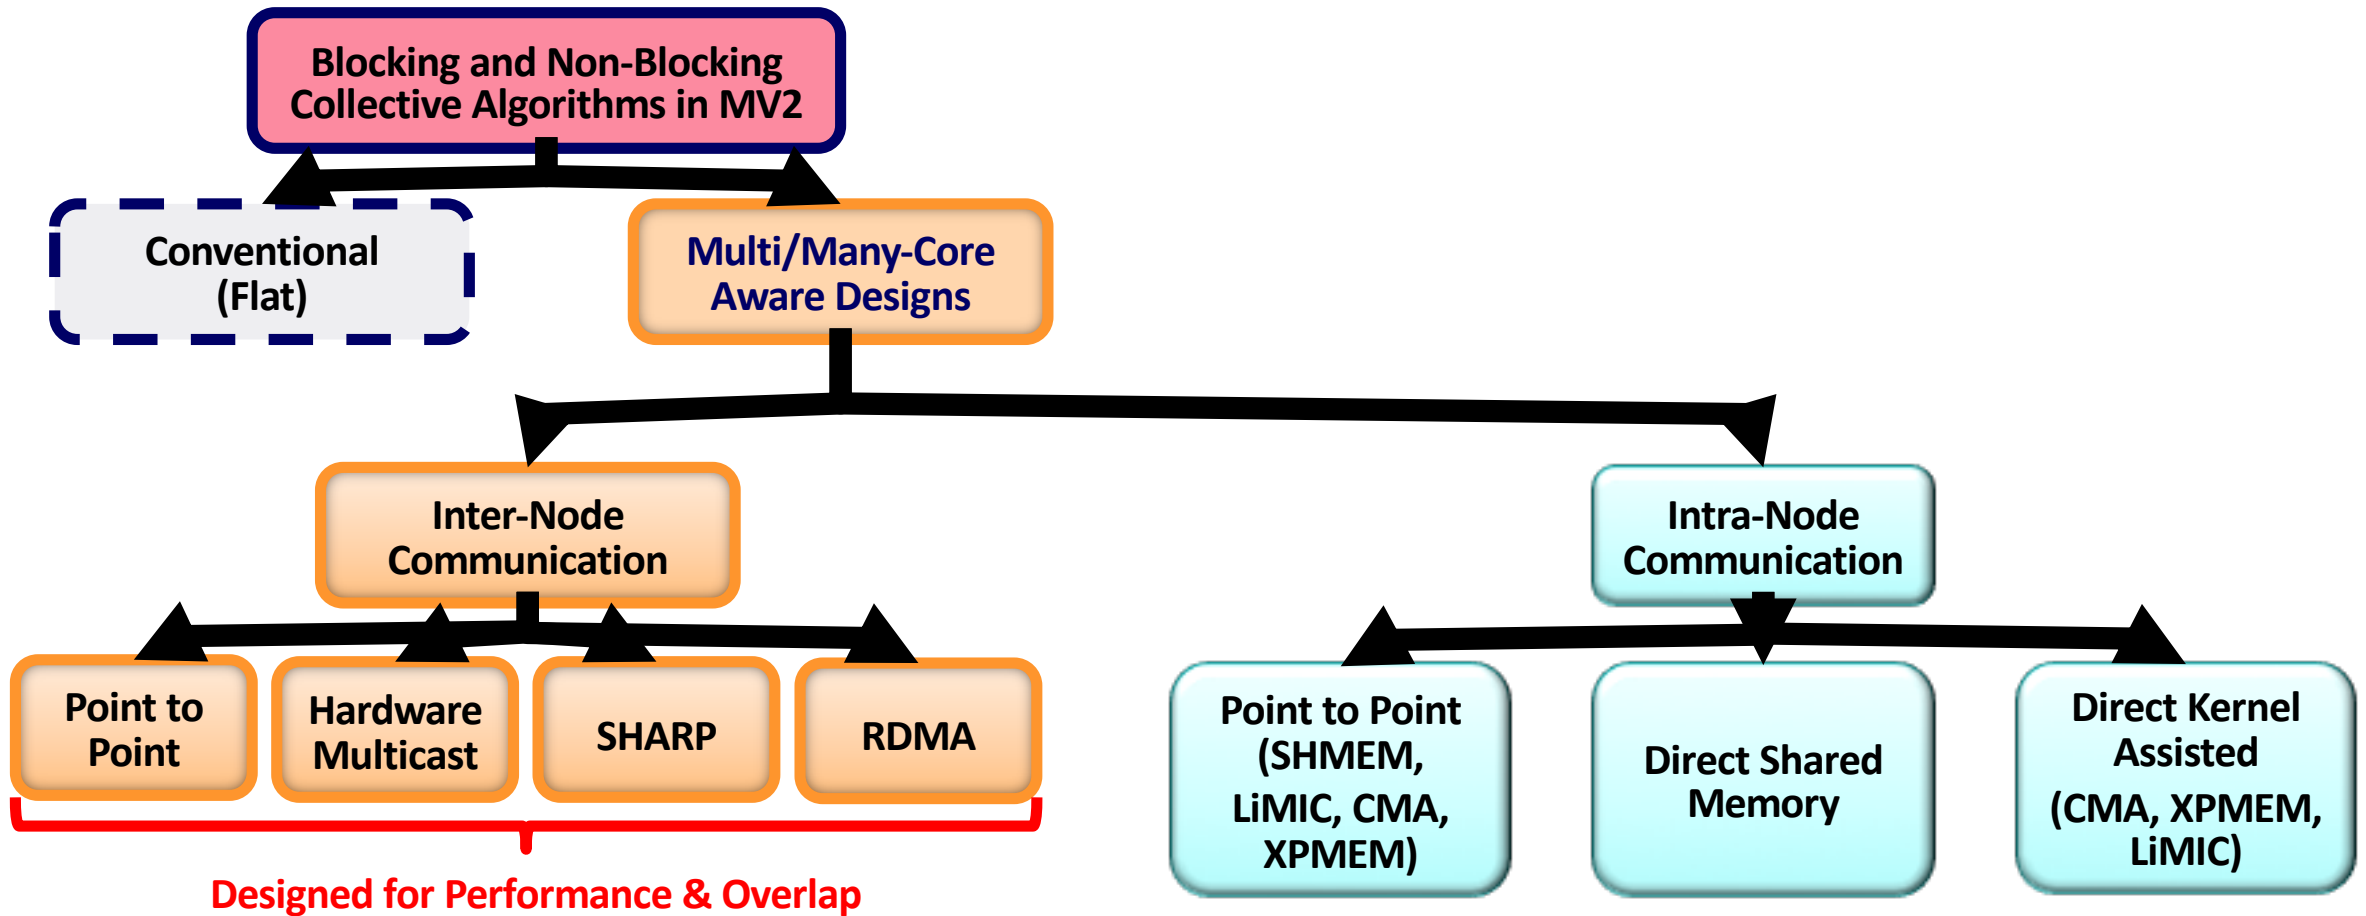 Blocking and Non-Blocking
Collective Algorithms in MV2
Conventional
(Flat)
Multi/Many-Core
Aware Designs
Inter-Node
Communication
Intra-Node
Communication
Point to
Point
Hardware
Multicast
SHARP
RDMA
Point to Point
(SHMEM,
LiMIC, CMA,
XPMEM)
Direct Shared
Memory
Direct Kernel
Assisted
(CMA, XPMEM,
LiMIC)
Designed for Performance & Overlap